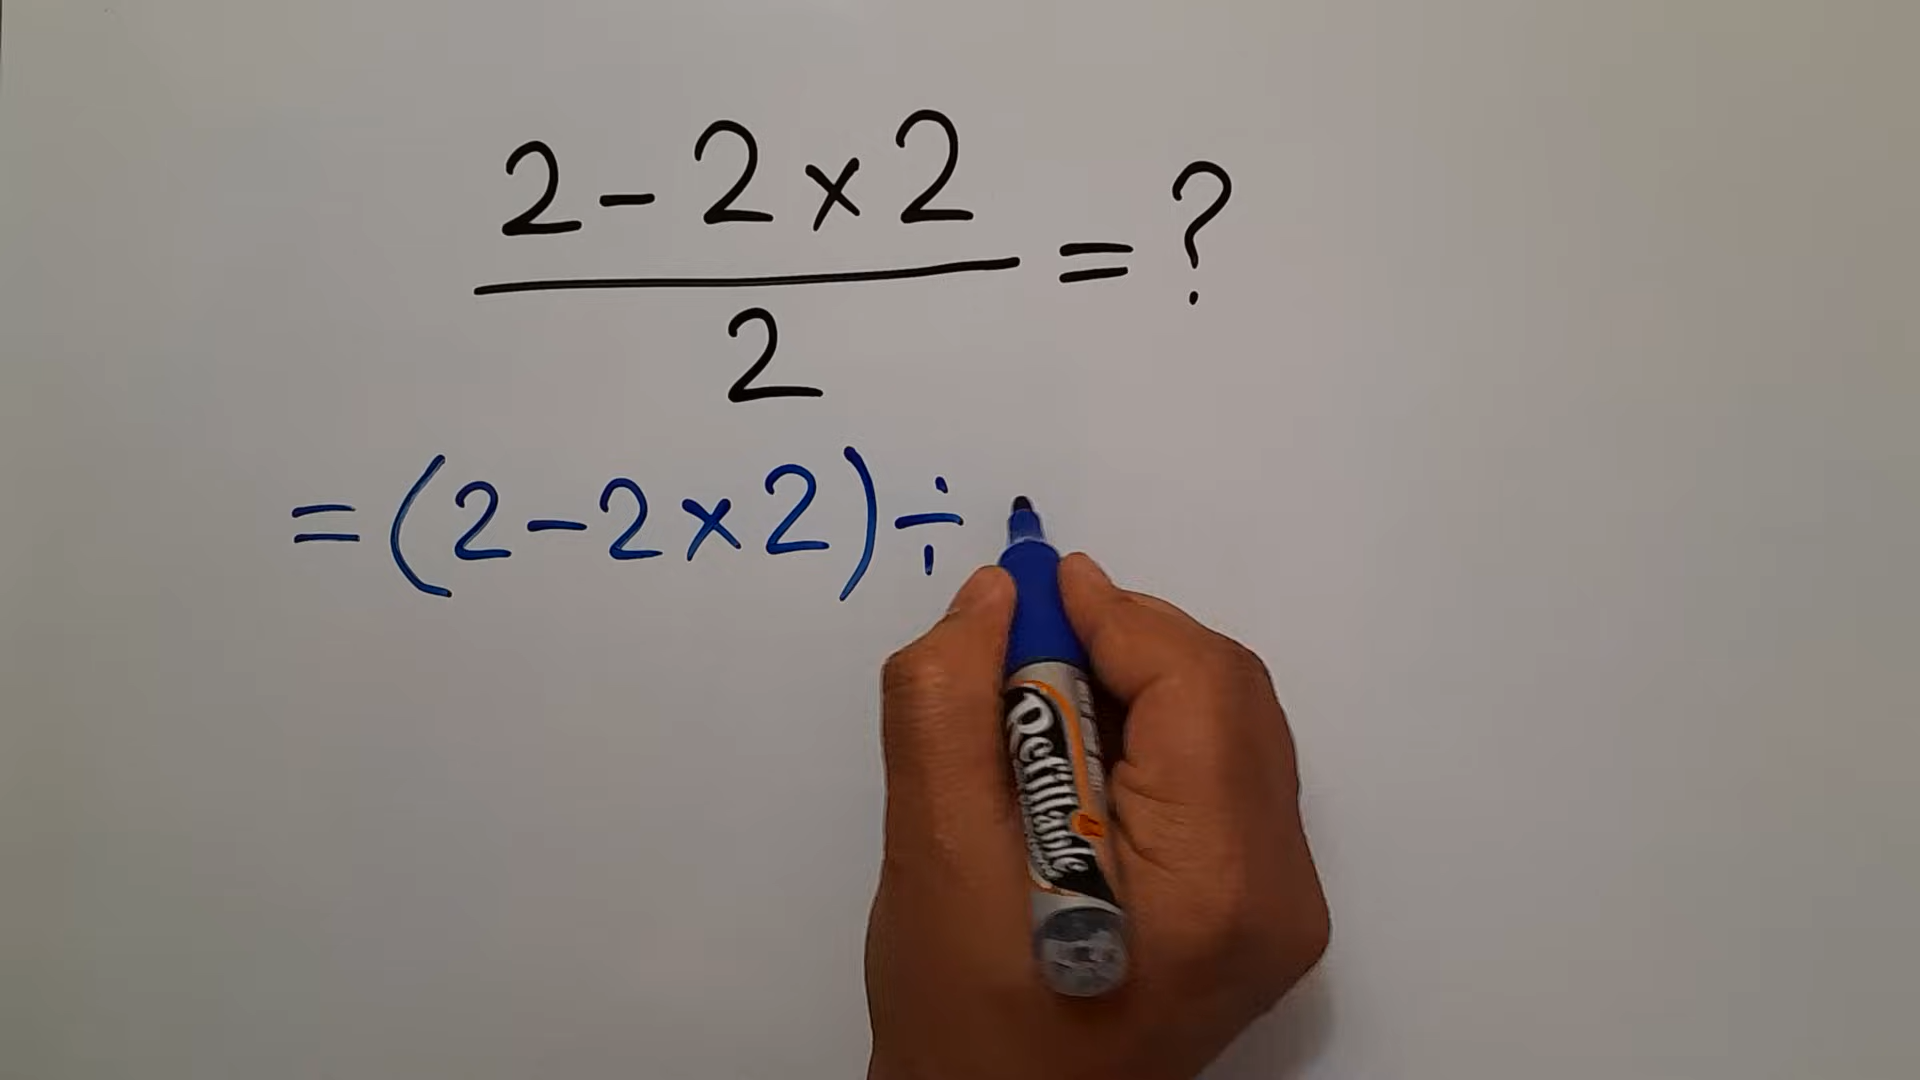 2 - 2 × 2
2
= ?
= (2 - 2 × 2) ÷
Refillable